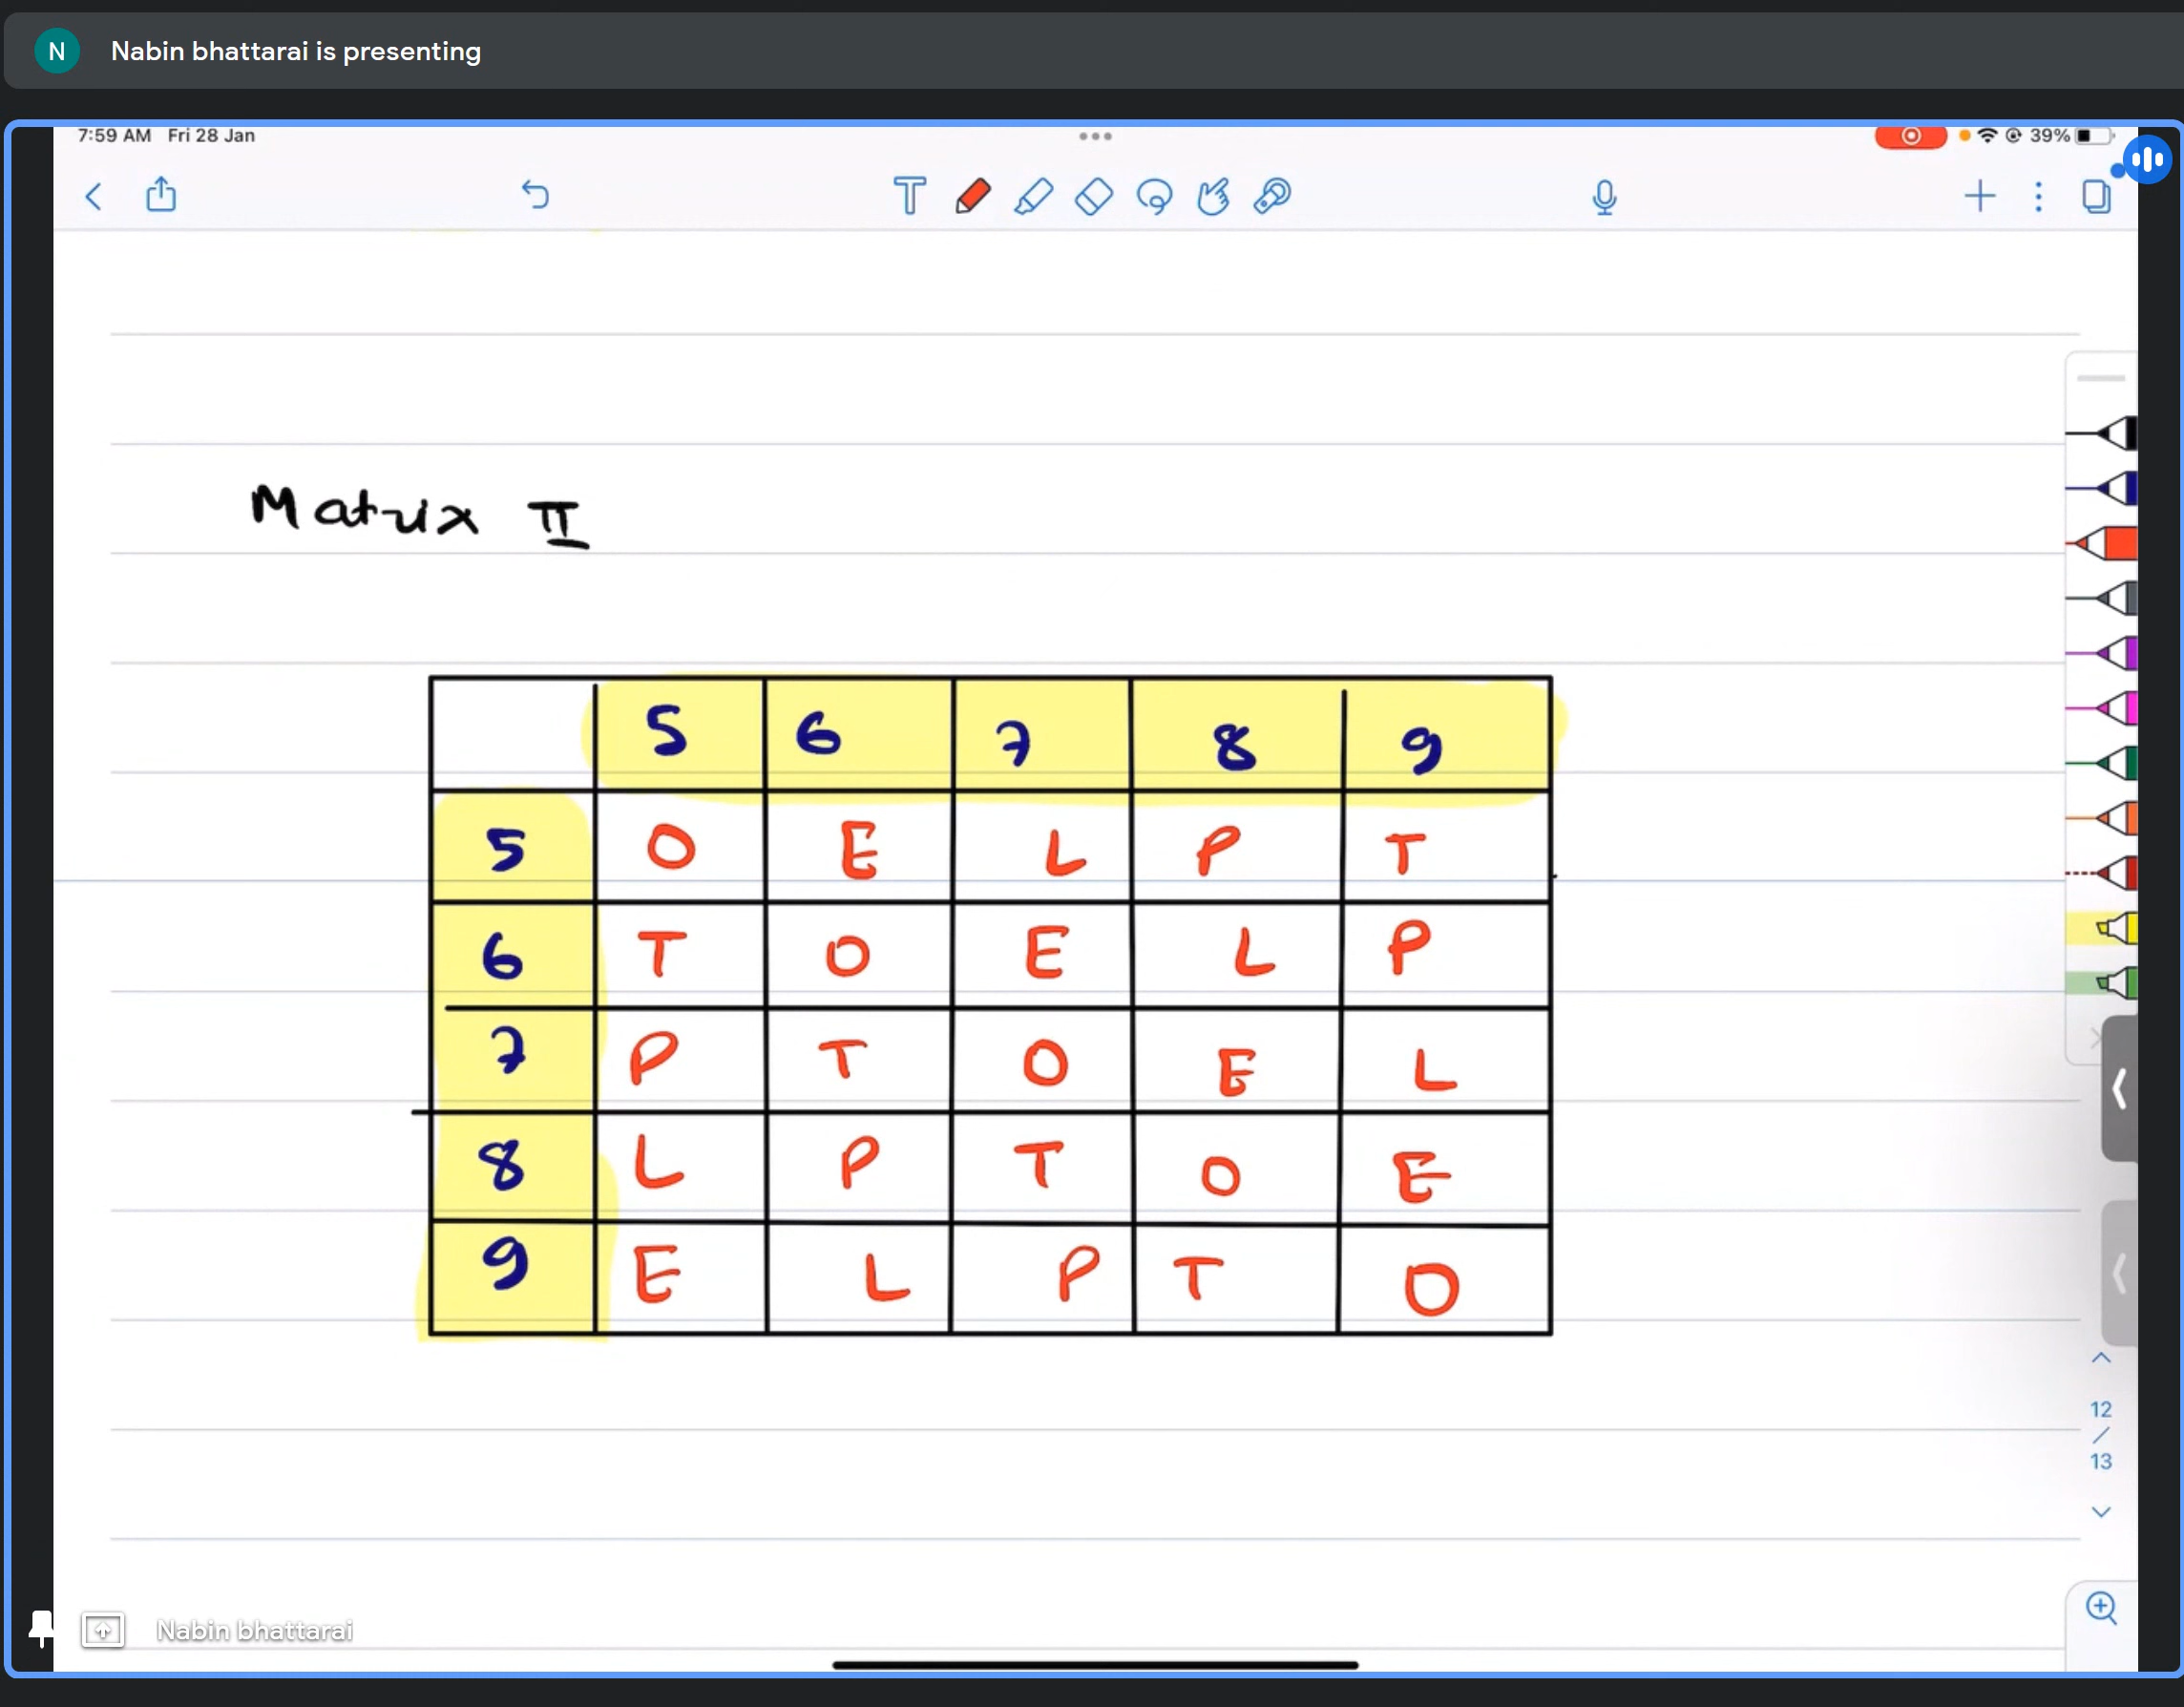 N Nabin bhattarai is presenting
7:59 AM Fri 28 Jan
39%
T
Matrix II
5 6 7 8 9
5 O E L P T
6 T O E L P
7 P T O E L
8 L P T O E
9 E L P T O
12
/
13
Nabin bhattarai